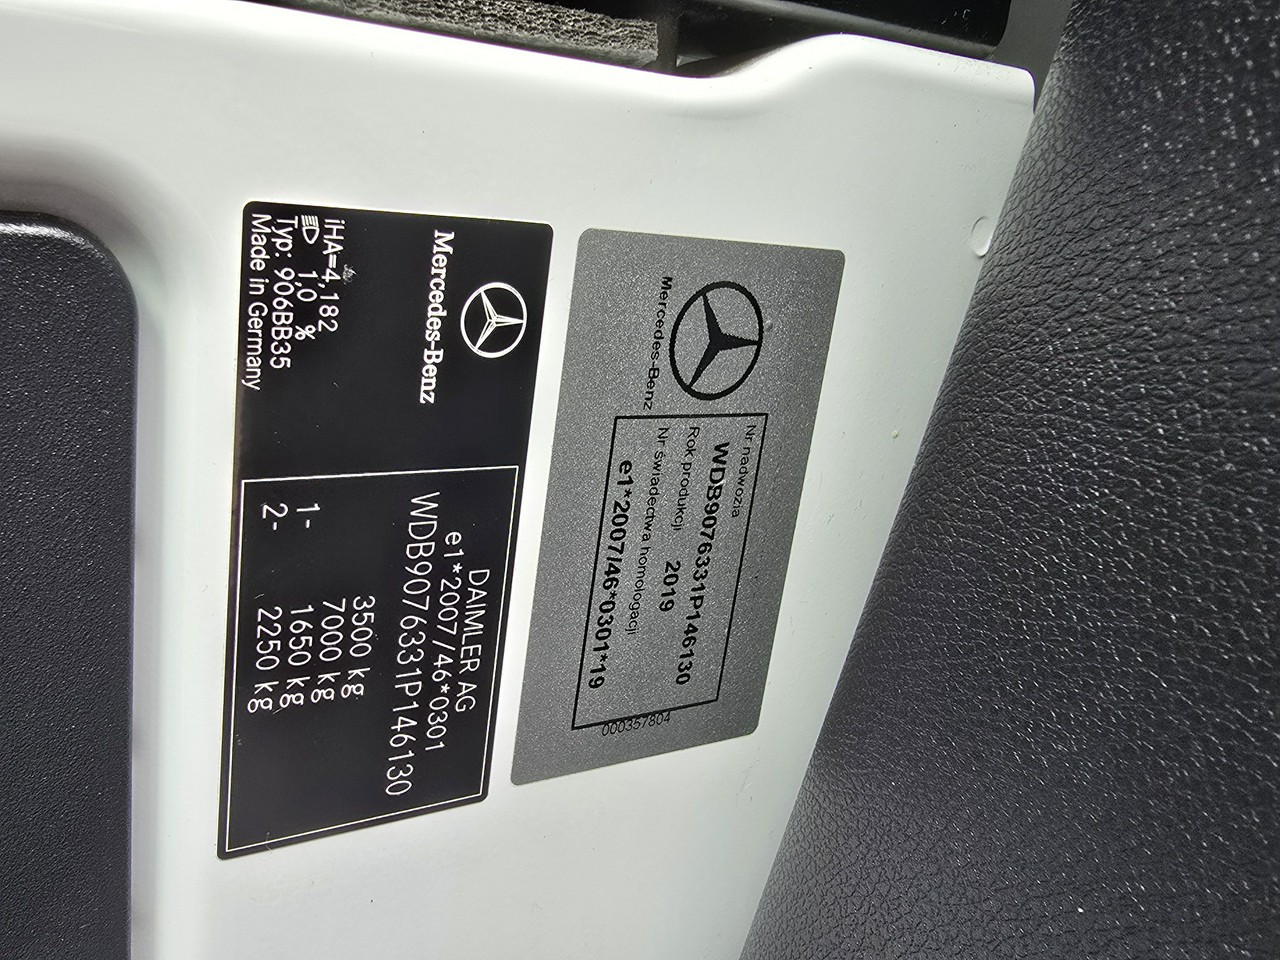 Mercedes-Benz
Nr nadwozia
WDB9076331P146130
Rok produkcji 2019
Nr świadectwa homologacji
e1*2007/46*0301*19
000357804
Mercedes-Benz
iHA=4,182
1,0 %
Typ: 906BB35
Made in Germany
DAIMLER AG
e1*2007/46*0301
WDB9076331P146130
3500 kg
7000 kg
1- 1650 kg
2- 2250 kg